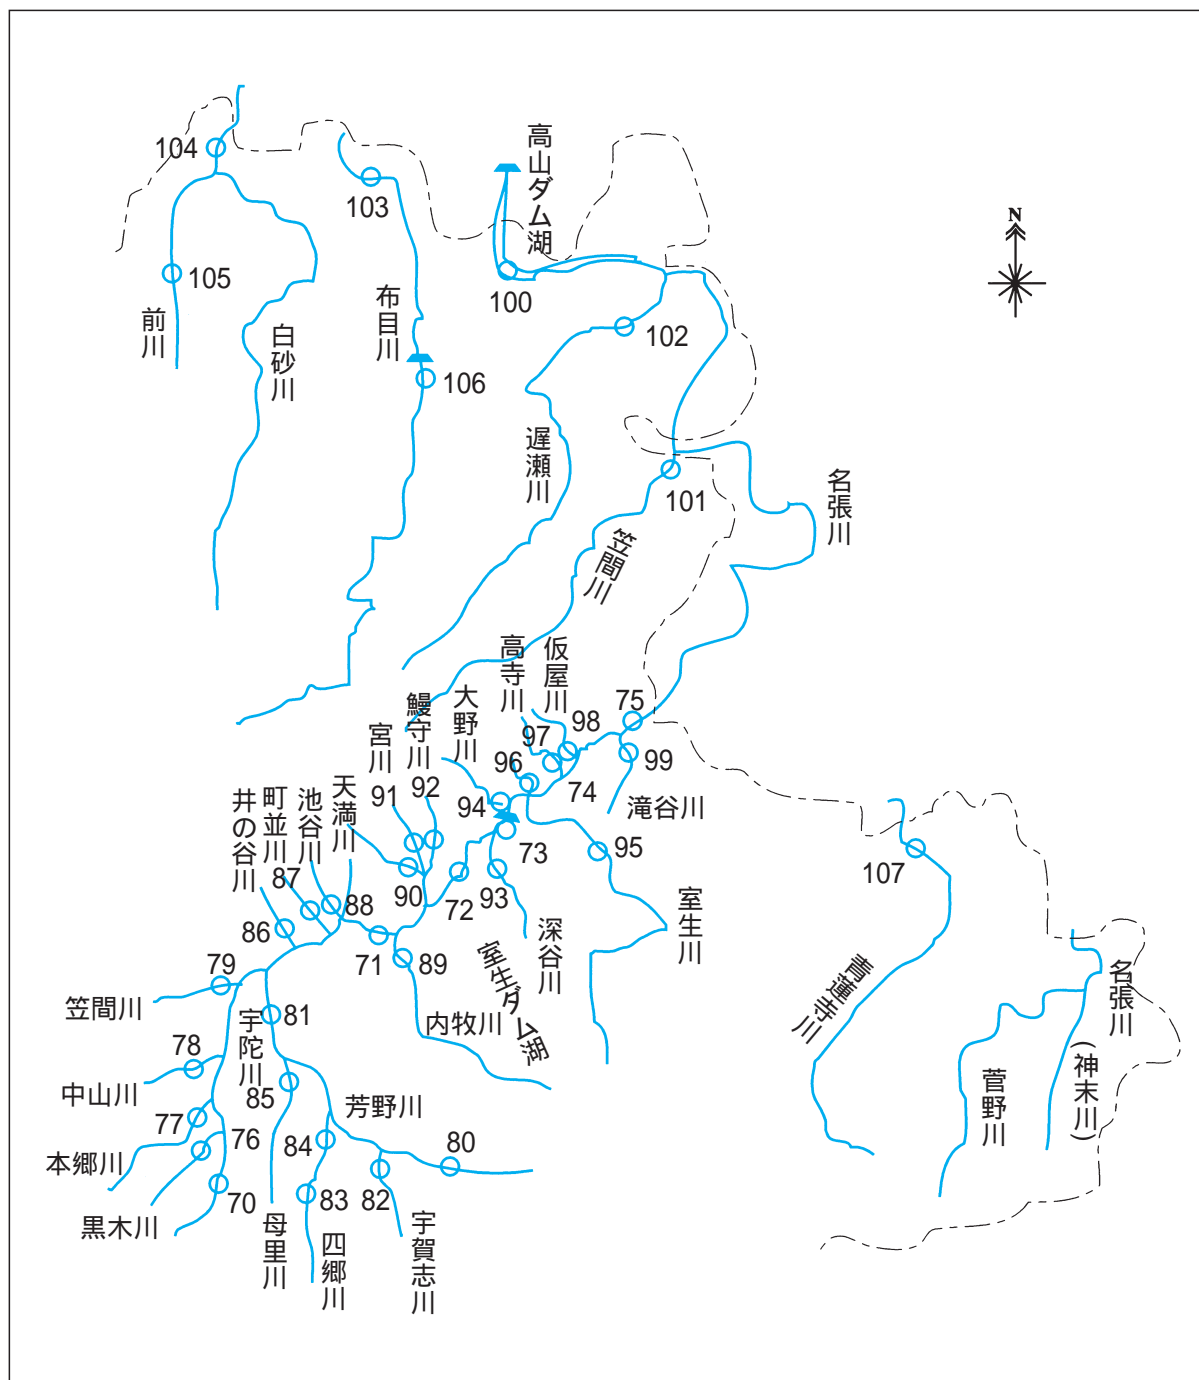 104
103
高山ダム湖
N
105
100
前川
白砂川
布目川
102
106
遅瀬川
101
名張川
笠間川
高寺川
仮屋川
75
鰻守川
大野川
98
宮川
97
96
99
天満川
92
91
94
74
滝谷川
池谷川
町並川
井の谷川
73
95
107
87
88
90
72
93
86
71
89
深谷川
室生川
室生ダム湖
79
笠間川
81
宇陀川
内牧川
青蓮寺川
名張川
(神末川)
78
中山川
85
芳野川
菅野川
77
76
84
80
本郷川
70
83
82
黒木川
母里川
四郷川
宇賀志川